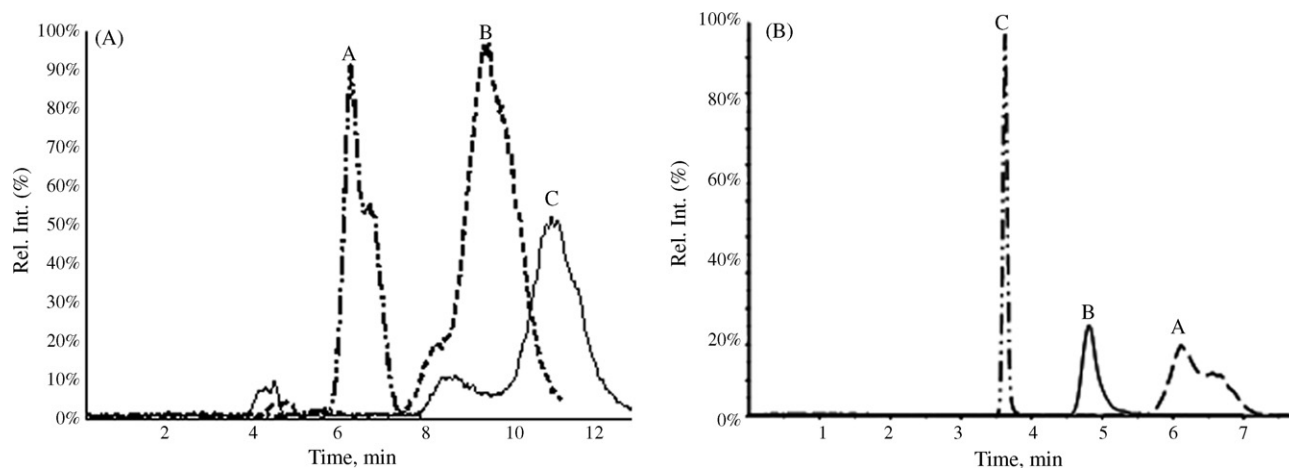 (A)
100%
90%
80%
70%
60%
50%
40%
30%
20%
10%
0%
Rel. Int. (%)
A
B
C
2 4 6 8 10 12
Time, min
(B)
100%
80%
60%
40%
20%
0%
Rel. Int. (%)
C
B
A
1 2 3 4 5 6 7
Time, min